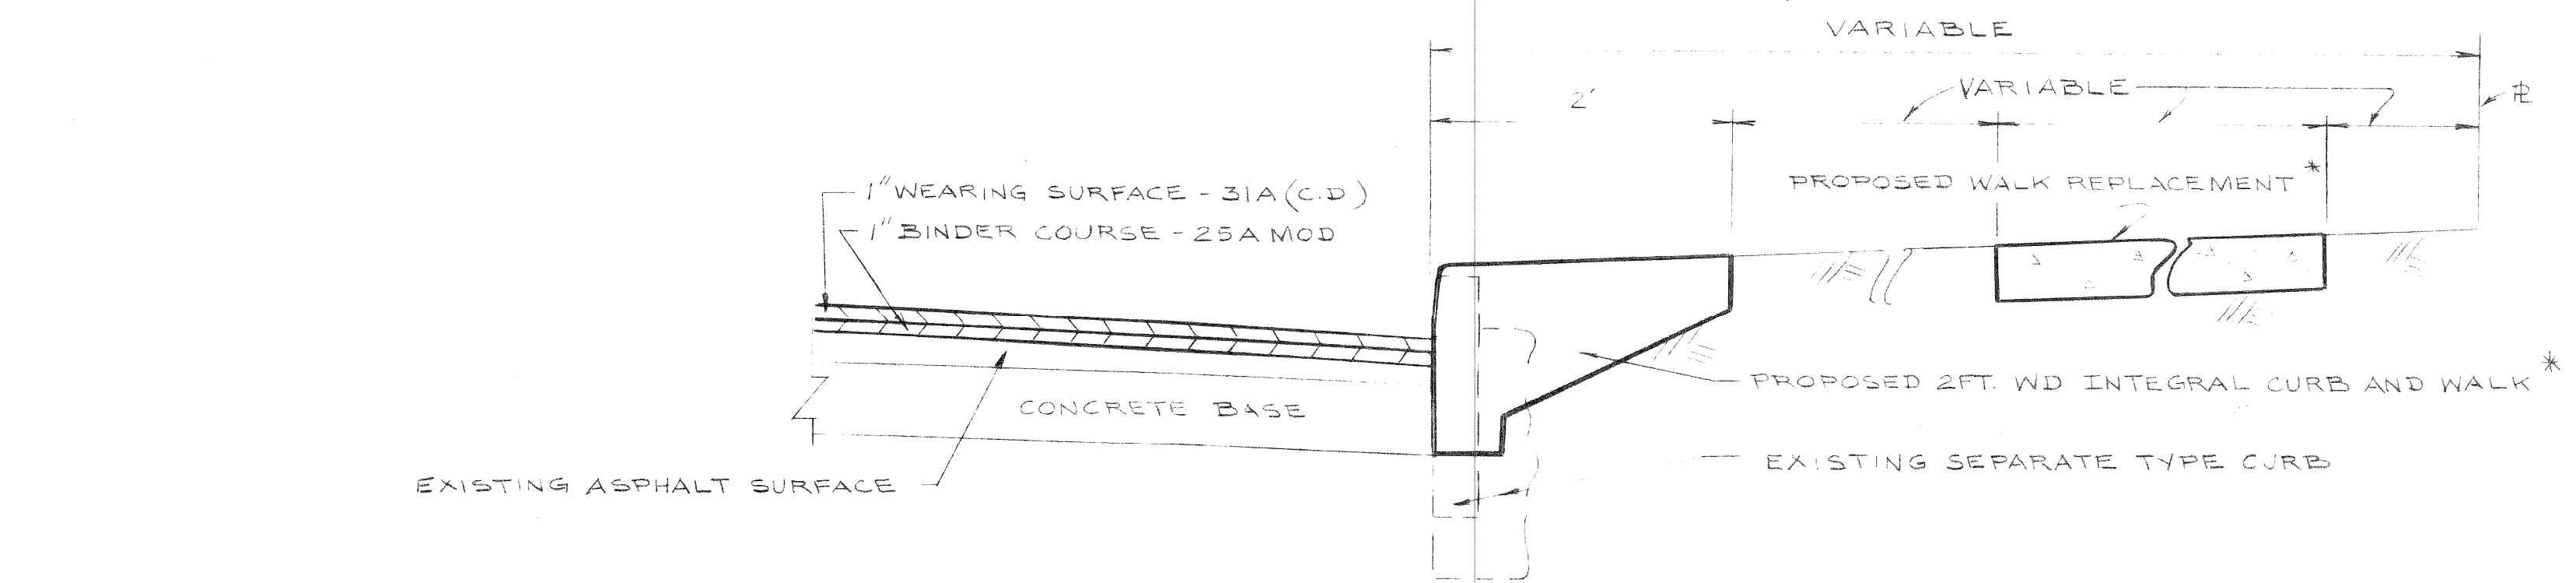 VARIABLE
VARIABLE
2'
PL
PROPOSED WALK REPLACEMENT *
1" WEARING SURFACE - 31A (C.D.)
1" BINDER COURSE - 25A MOD
PROPOSED 2FT. WD INTEGRAL CURB AND WALK *
CONCRETE BASE
EXISTING SEPARATE TYPE CURB
EXISTING ASPHALT SURFACE